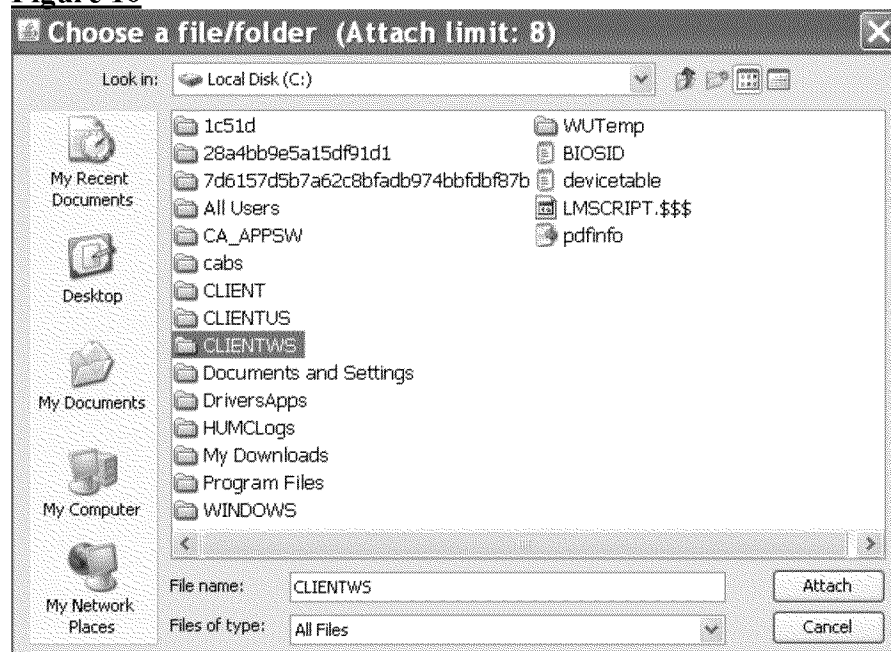 Figure 10
Choose a file/folder (Attach limit: 8)
Look in: Local Disk (C:)
My Recent
Documents
Desktop
My Documents
My Computer
My Network
Places
1c51d
28a4bb9e5a15df91d1
7d6157d5b7a62c8bfadb974bbfdbf87b
All Users
CA_APPSW
cabs
CLIENT
CLIENTUS
CLIENTWS
Documents and Settings
DriversApps
HUMCLogs
My Downloads
Program Files
WINDOWS
WUTemp
BIOSID
devicetable
LMSCRIPT.$$$
pdfinfo
File name: CLIENTWS
Attach
Files of type: All Files
Cancel